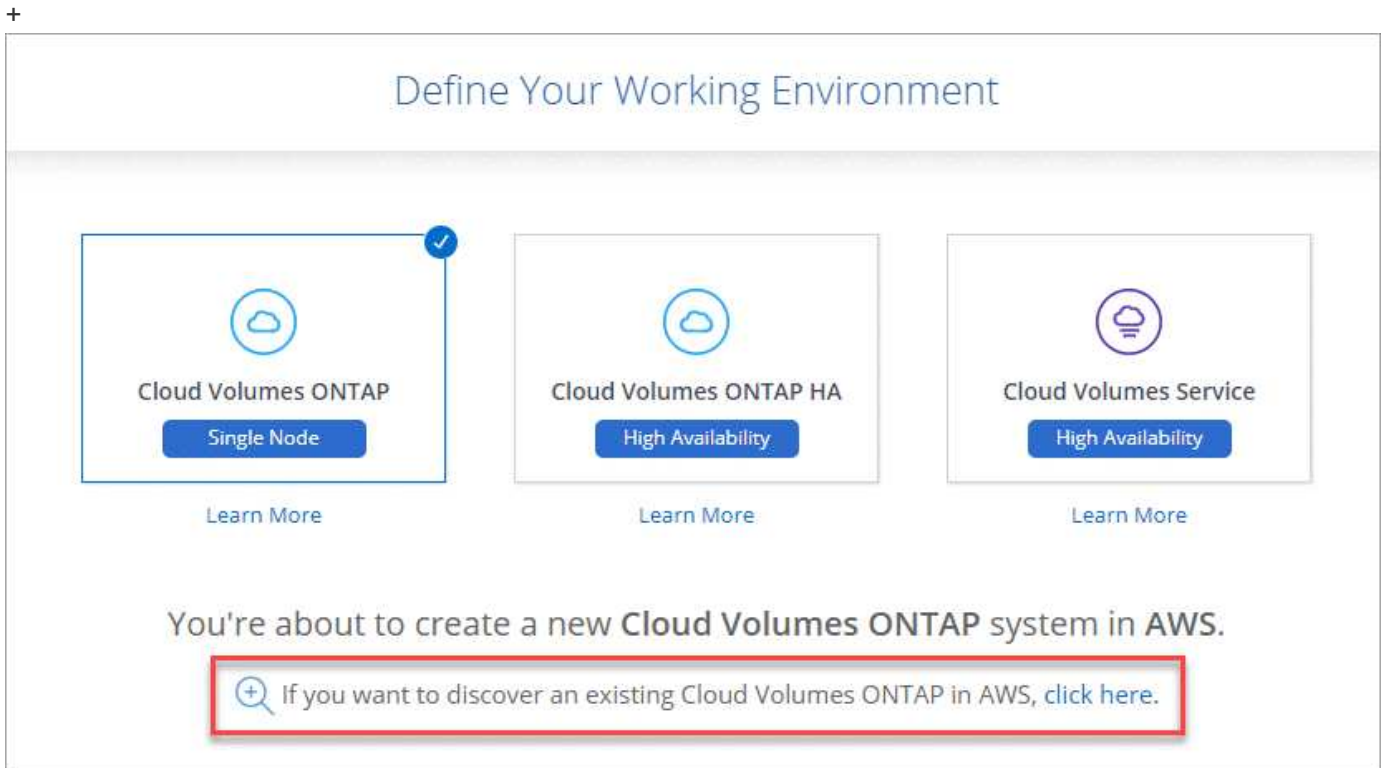 +
Define Your Working Environment
Cloud Volumes ONTAP
Single Node
Learn More
Cloud Volumes ONTAP HA
High Availability
Learn More
Cloud Volumes Service
High Availability
Learn More
You're about to create a new Cloud Volumes ONTAP system in AWS.
If you want to discover an existing Cloud Volumes ONTAP in AWS, click here.